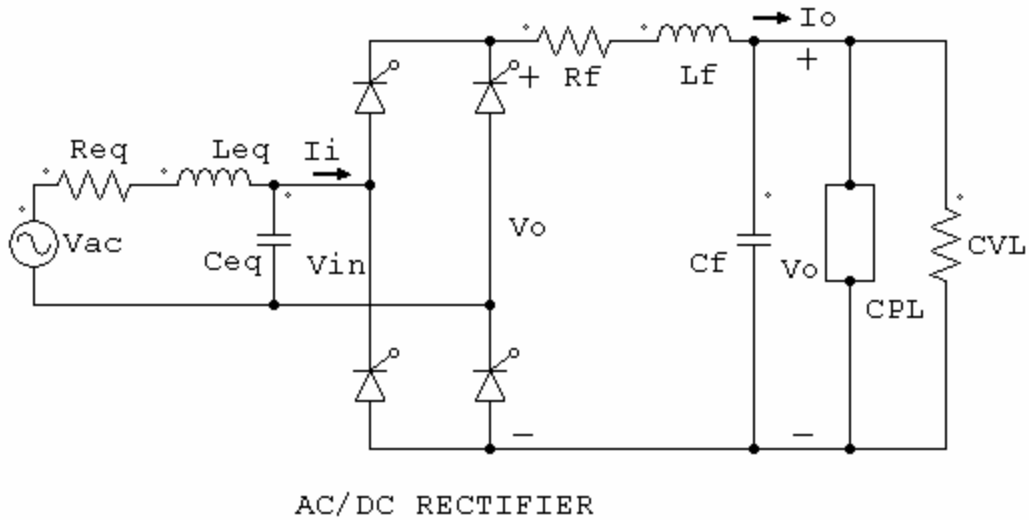 Io
+
Rf
Lf
+
Req
Leq
Ii
Vac
Ceq
Vin
Vo
Cf
Vo
CPL
CVL
−
−
AC/DC RECTIFIER